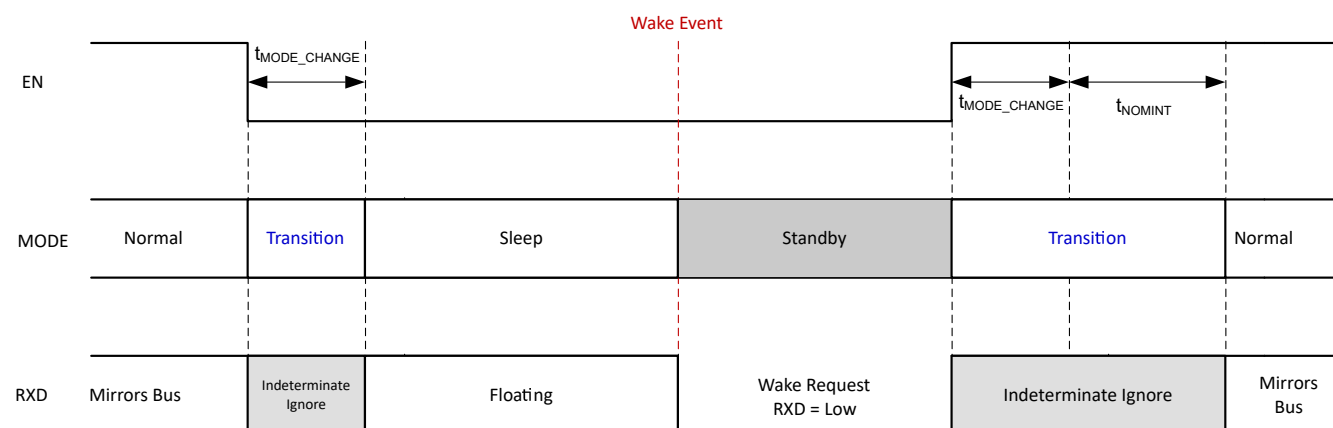 Wake Event
EN
tMODE_CHANGE
tMODE_CHANGE
tNOMINT
MODE
Normal
Transition
Sleep
Standby
Transition
Normal
RXD
Mirrors Bus
Indeterminate
Ignore
Floating
Wake Request
RXD = Low
Indeterminate Ignore
Mirrors
Bus